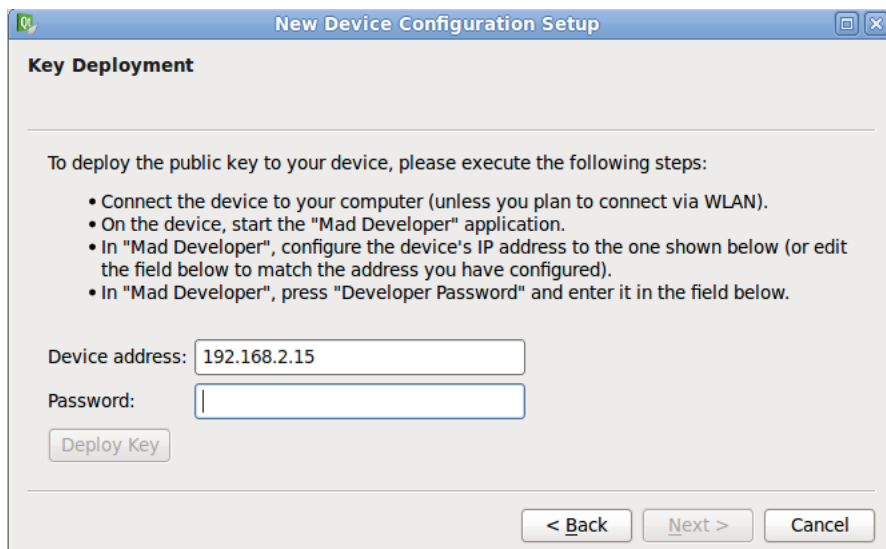 New Device Configuration Setup
Key Deployment
To deploy the public key to your device, please execute the following steps:
• Connect the device to your computer (unless you plan to connect via WLAN).
• On the device, start the "Mad Developer" application.
• In "Mad Developer", configure the device's IP address to the one shown below (or edit
the field below to match the address you have configured).
• In "Mad Developer", press "Developer Password" and enter it in the field below.
Device address: 192.168.2.15
Password:
Deploy Key
< Back Next > Cancel